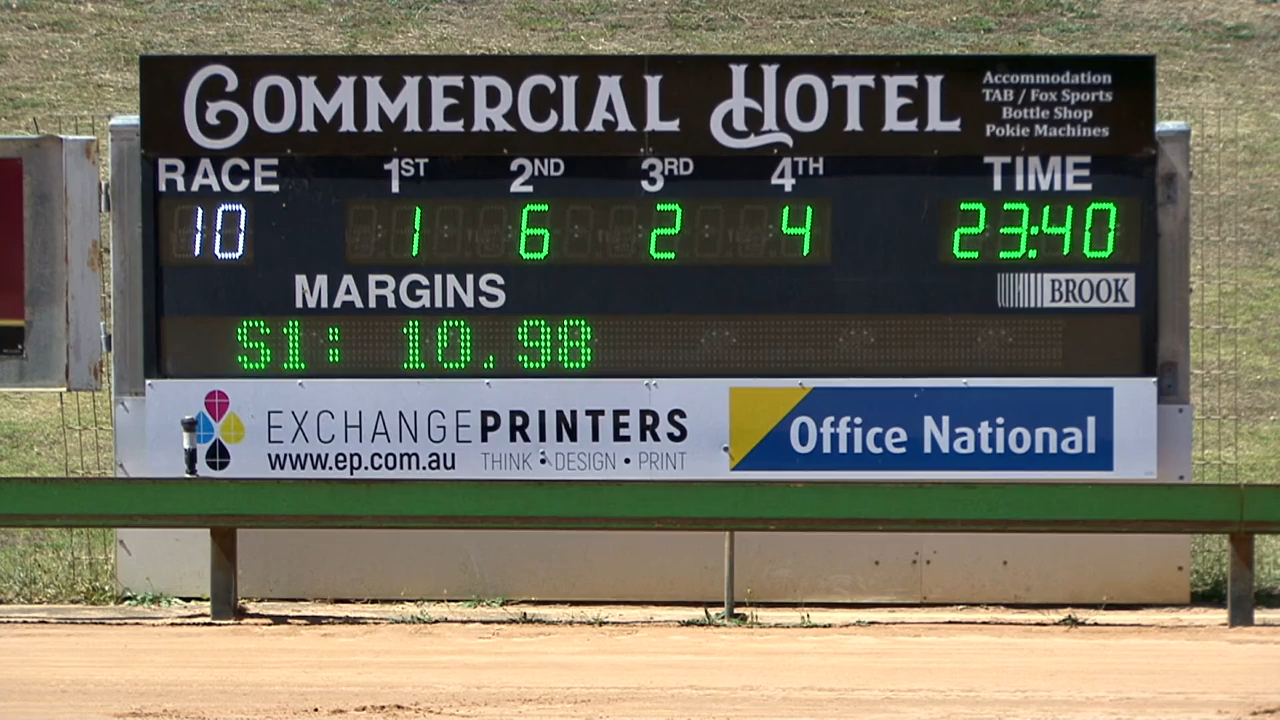 COMMERCIAL HOTEL
Accommodation
TAB / Fox Sports
Bottle Shop
Pokie Machines
RACE 1ST 2ND 3RD 4TH TIME
10 1 6 2 4 23:40
MARGINS
BROOK
S1: 10.98
EXCHANGEPRINTERS
www.ep.com.au THINK • DESIGN • PRINT
Office National